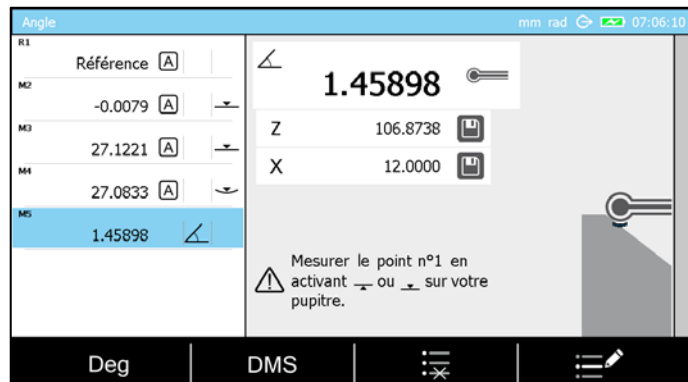 Angle
mm rad 07:06:10
R1
Référence A
M2
-0.0079 A
M3
27.1221 A
M4
27.0833 A
M5
1.45898
1.45898
Z 106.8738
X 12.0000
Mesurer le point n°1 en
activant ou sur votre
pupitre.
Deg DMS